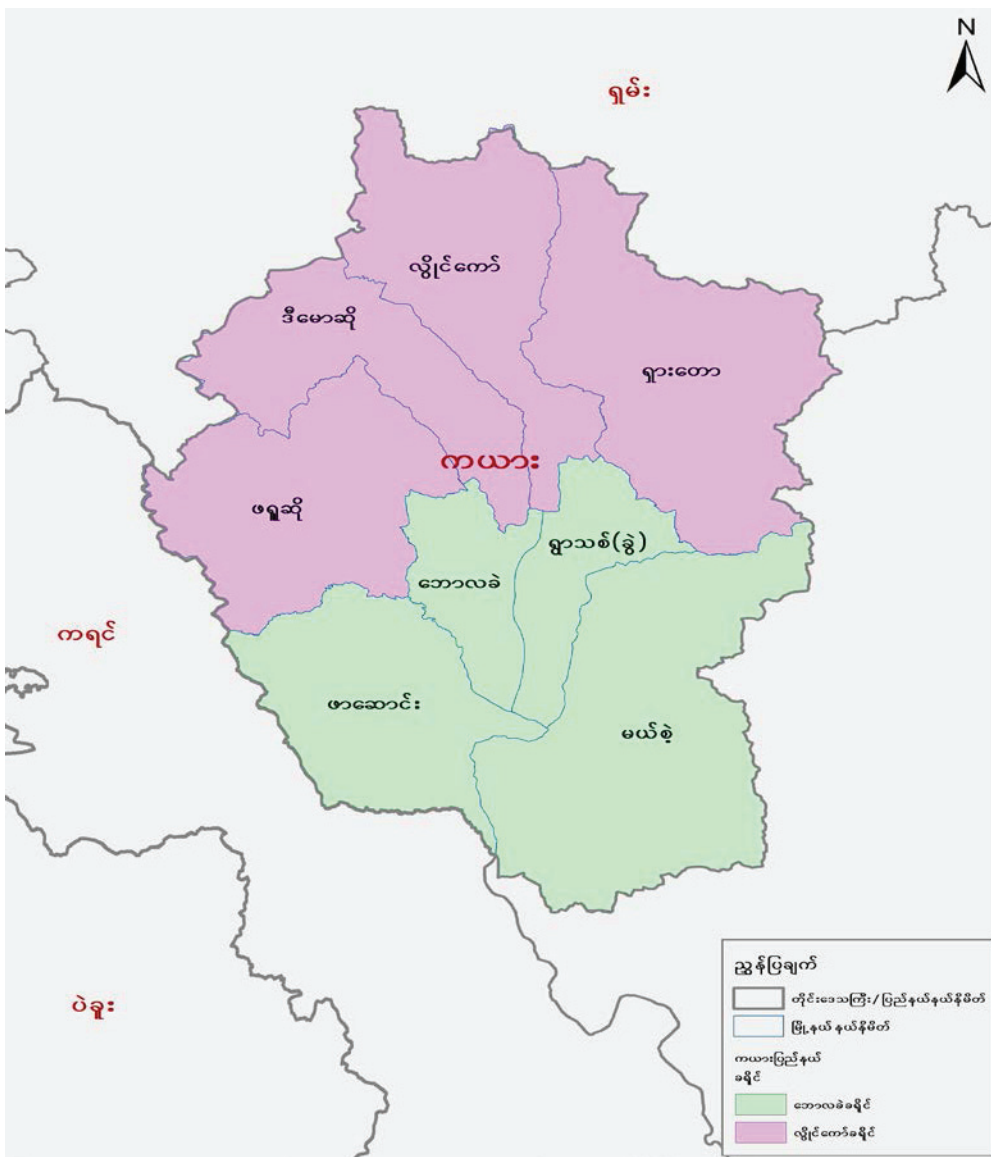 N
ရှမ်း
လွိုင်ကော်
ဒီမောဆို
ရှားတော
ကယား
ဖရူဆို
ရွာသစ်(ခွဲ)
ဘောလခဲ
ကရင်
ဖာဆောင်း
မယ်စဲ့
ပဲခူး
ညွှန်ပြချက်
တိုင်းဒေသကြီး/ပြည်နယ်နယ်နိမိတ်
မြို့နယ် နယ်နိမိတ်
ကယားပြည်နယ်
ခရိုင်
ဘောလခဲခရိုင်
လွိုင်ကော်ခရိုင်